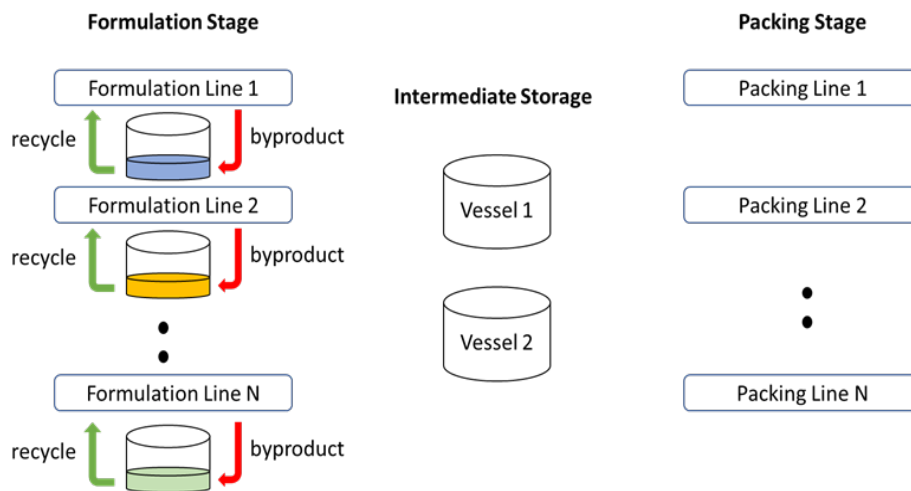 Formulation Stage
Packing Stage
Formulation Line 1
Intermediate Storage
Packing Line 1
recycle
byproduct
Formulation Line 2
Vessel 1
Packing Line 2
recycle
byproduct
Vessel 2
Formulation Line N
Packing Line N
recycle
byproduct